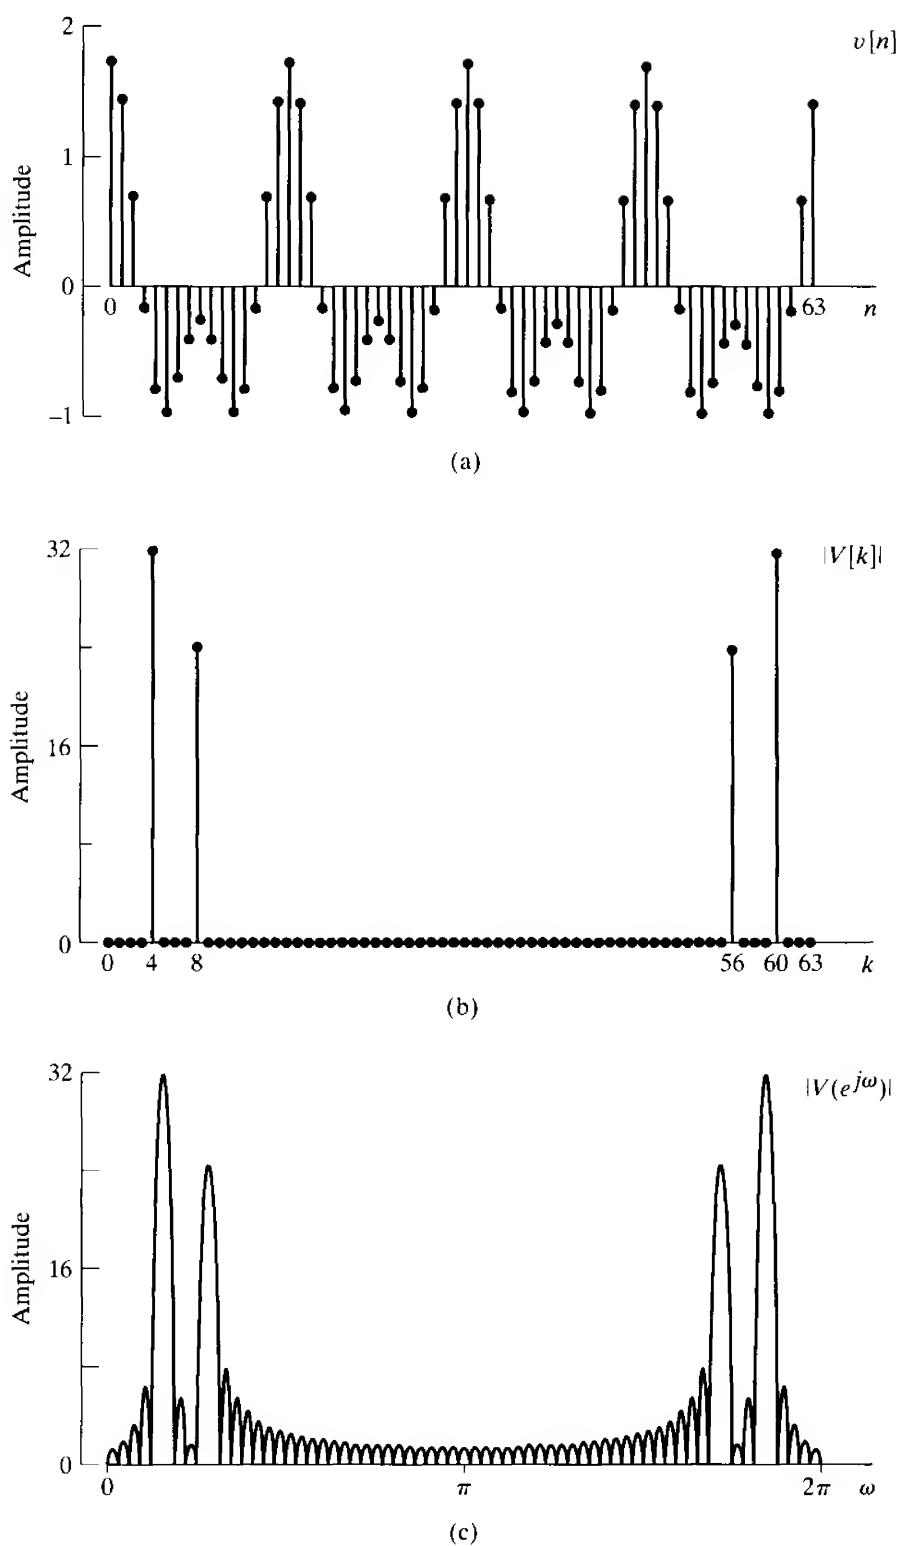 2
v[n]
1
Amplitude
0
0
63
n
–1
(a)
32
|V[k]|
16
Amplitude
0
0 4 8 56 60 63 k
(b)
32
|V(e^{jω})|
16
Amplitude
0
0 π 2π ω
(c)